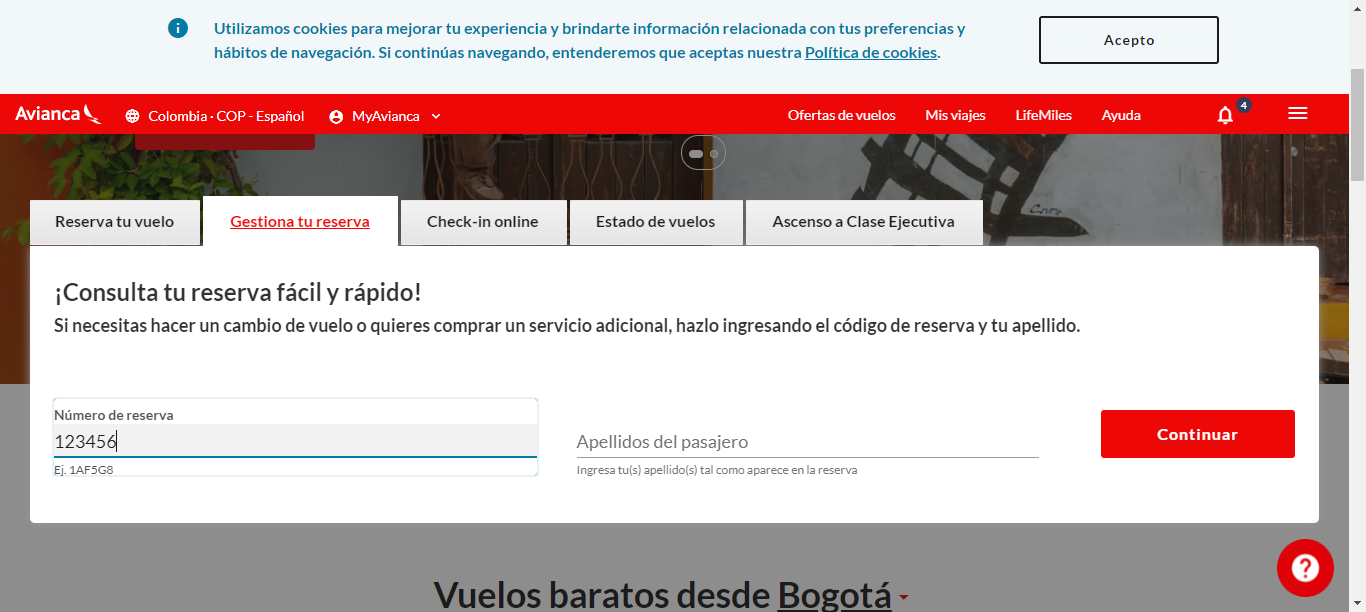 Utilizamos cookies para mejorar tu experiencia y brindarte información relacionada con tus preferencias y
hábitos de navegación. Si continúas navegando, entenderemos que aceptas nuestra Política de cookies.
Acepto
Avianca
Colombia · COP - Español
MyAvianca
Ofertas de vuelos
Mis viajes
LifeMiles
Ayuda
4
Reserva tu vuelo
Gestiona tu reserva
Check-in online
Estado de vuelos
Ascenso a Clase Ejecutiva
¡Consulta tu reserva fácil y rápido!
Si necesitas hacer un cambio de vuelo o quieres comprar un servicio adicional, hazlo ingresando el código de reserva y tu apellido.
Número de reserva
123456
Ej. 1AF5G8
Apellidos del pasajero
Ingresa tu(s) apellido(s) tal como aparece en la reserva
Continuar
Vuelos baratos desde Bogotá
?